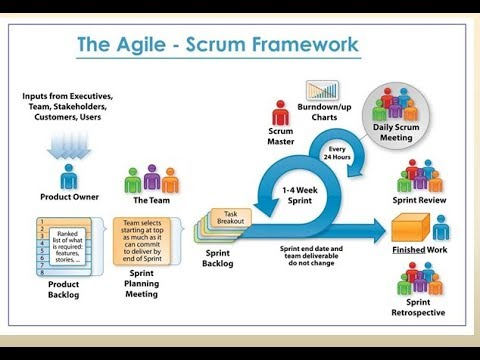 The Agile - Scrum Framework
Inputs from Executives,
Team, Stakeholders,
Customers, Users
Product Owner
The Team
1
2
Ranked
list of what
is required:
features,
stories, ...
7
8
Product
Backlog
Team selects
starting at top
as much as it
can commit
to deliver by
end of Sprint
Sprint
Planning
Meeting
Task
Breakout
Sprint
Backlog
Scrum
Master
Burndown/up
Charts
Every
24 Hours
1-4 Week
Sprint
Sprint end date and
team deliverable
do not change
Daily Scrum
Meeting
Sprint Review
Finished Work
Sprint
Retrospective